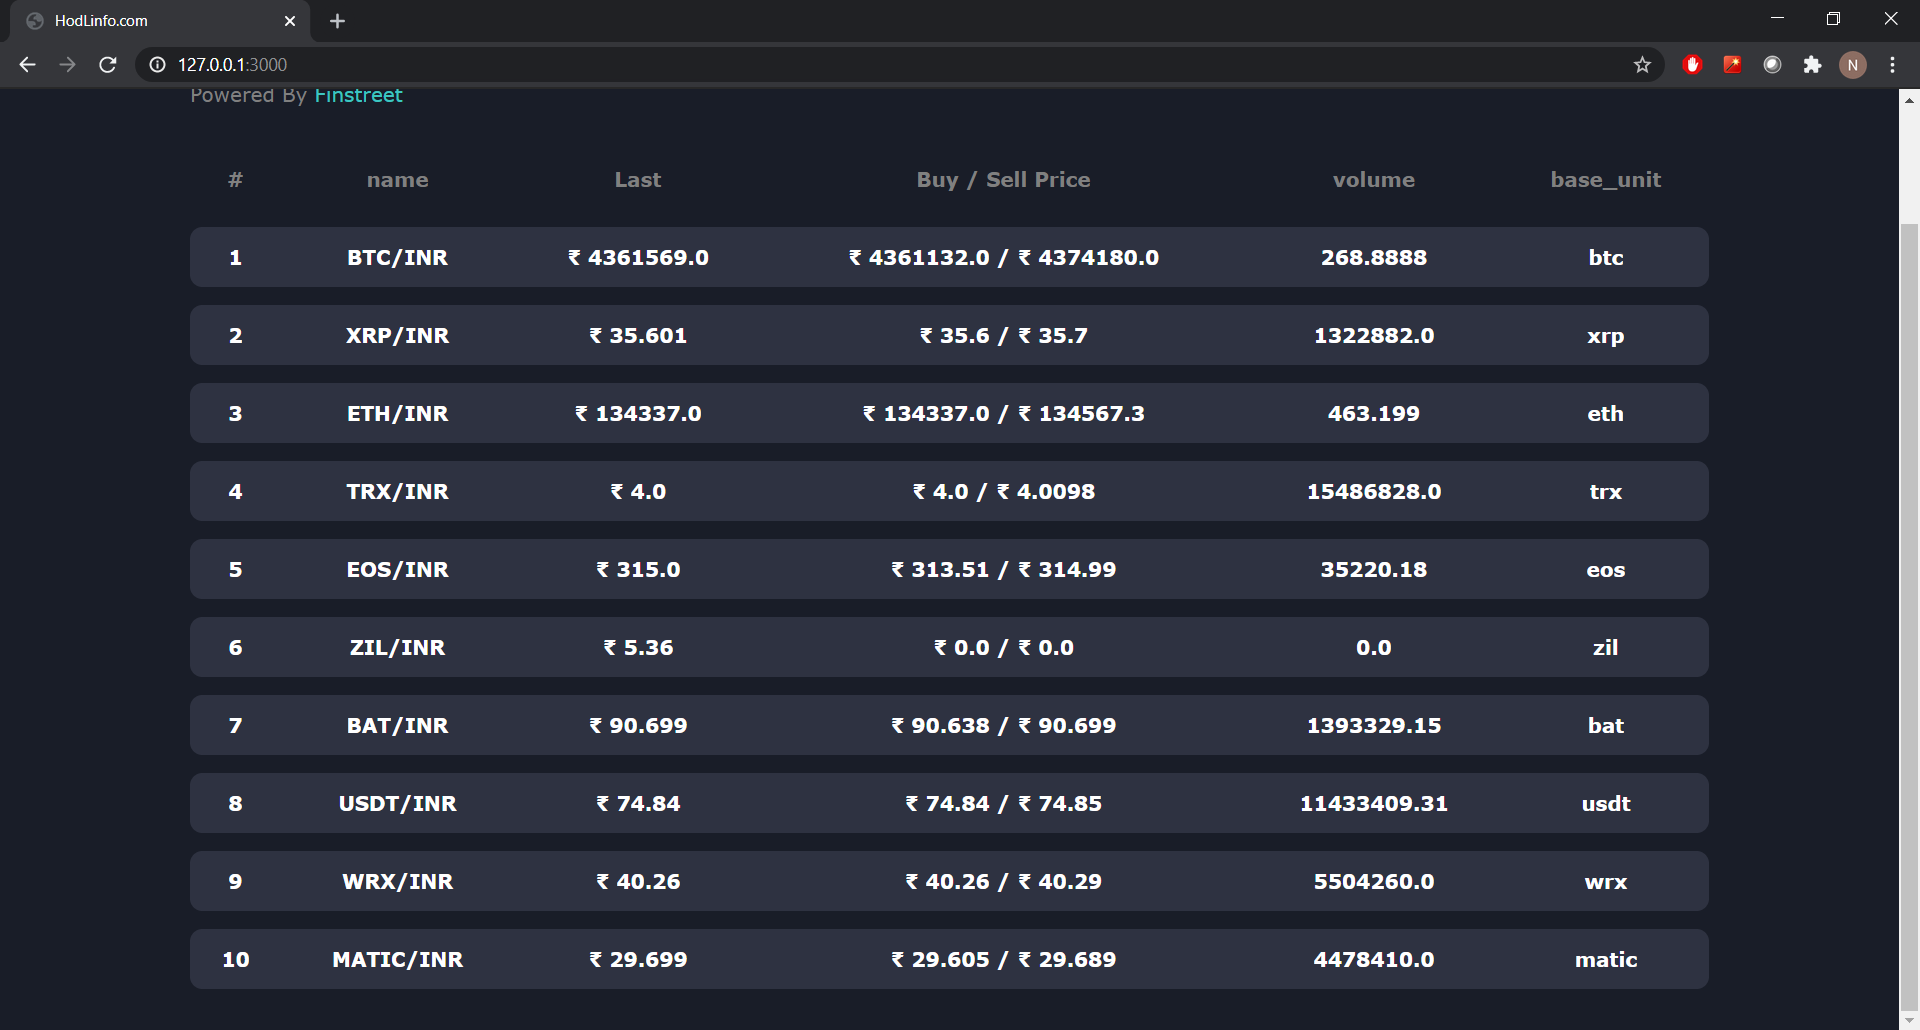 HodLinfo.com
127.0.0.1:3000
N
Powered By Finstreet
# name Last Buy / Sell Price volume base_unit
1 BTC/INR ₹ 4361569.0 ₹ 4361132.0 / ₹ 4374180.0 268.8888 btc
2 XRP/INR ₹ 35.601 ₹ 35.6 / ₹ 35.7 1322882.0 xrp
3 ETH/INR ₹ 134337.0 ₹ 134337.0 / ₹ 134567.3 463.199 eth
4 TRX/INR ₹ 4.0 ₹ 4.0 / ₹ 4.0098 15486828.0 trx
5 EOS/INR ₹ 315.0 ₹ 313.51 / ₹ 314.99 35220.18 eos
6 ZIL/INR ₹ 5.36 ₹ 0.0 / ₹ 0.0 0.0 zil
7 BAT/INR ₹ 90.699 ₹ 90.638 / ₹ 90.699 1393329.15 bat
8 USDT/INR ₹ 74.84 ₹ 74.84 / ₹ 74.85 11433409.31 usdt
9 WRX/INR ₹ 40.26 ₹ 40.26 / ₹ 40.29 5504260.0 wrx
10 MATIC/INR ₹ 29.699 ₹ 29.605 / ₹ 29.689 4478410.0 matic